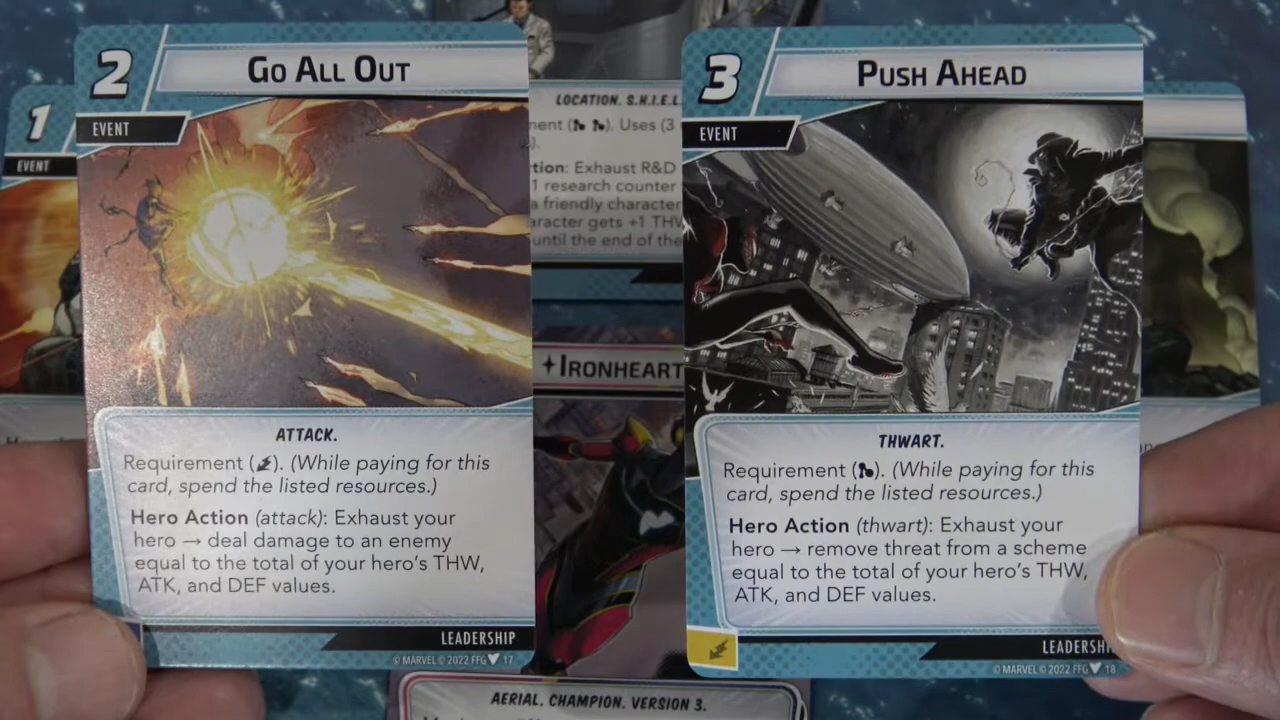 2
GO ALL OUT
EVENT
ATTACK.
Requirement ( ). (While paying for this
card, spend the listed resources.)
Hero Action (attack): Exhaust your
hero → deal damage to an enemy
equal to the total of your hero's THW,
ATK, and DEF values.
LEADERSHIP
© MARVEL © 2022 FFG 17
3
PUSH AHEAD
EVENT
THWART.
Requirement ( ). (While paying for this
card, spend the listed resources.)
Hero Action (thwart): Exhaust your
hero → remove threat from a scheme
equal to the total of your hero's THW,
ATK, and DEF values.
LEADERSHIP
© MARVEL © 2022 FFG 18
1
EVENT
LOCATION. S.H.I.E.L.
Uses (3
Exhaust R&D
1 research counter
a friendly character
gets +1 THW
until the end of the
IRONHEART
AERIAL. CHAMPION. VERSION 3.